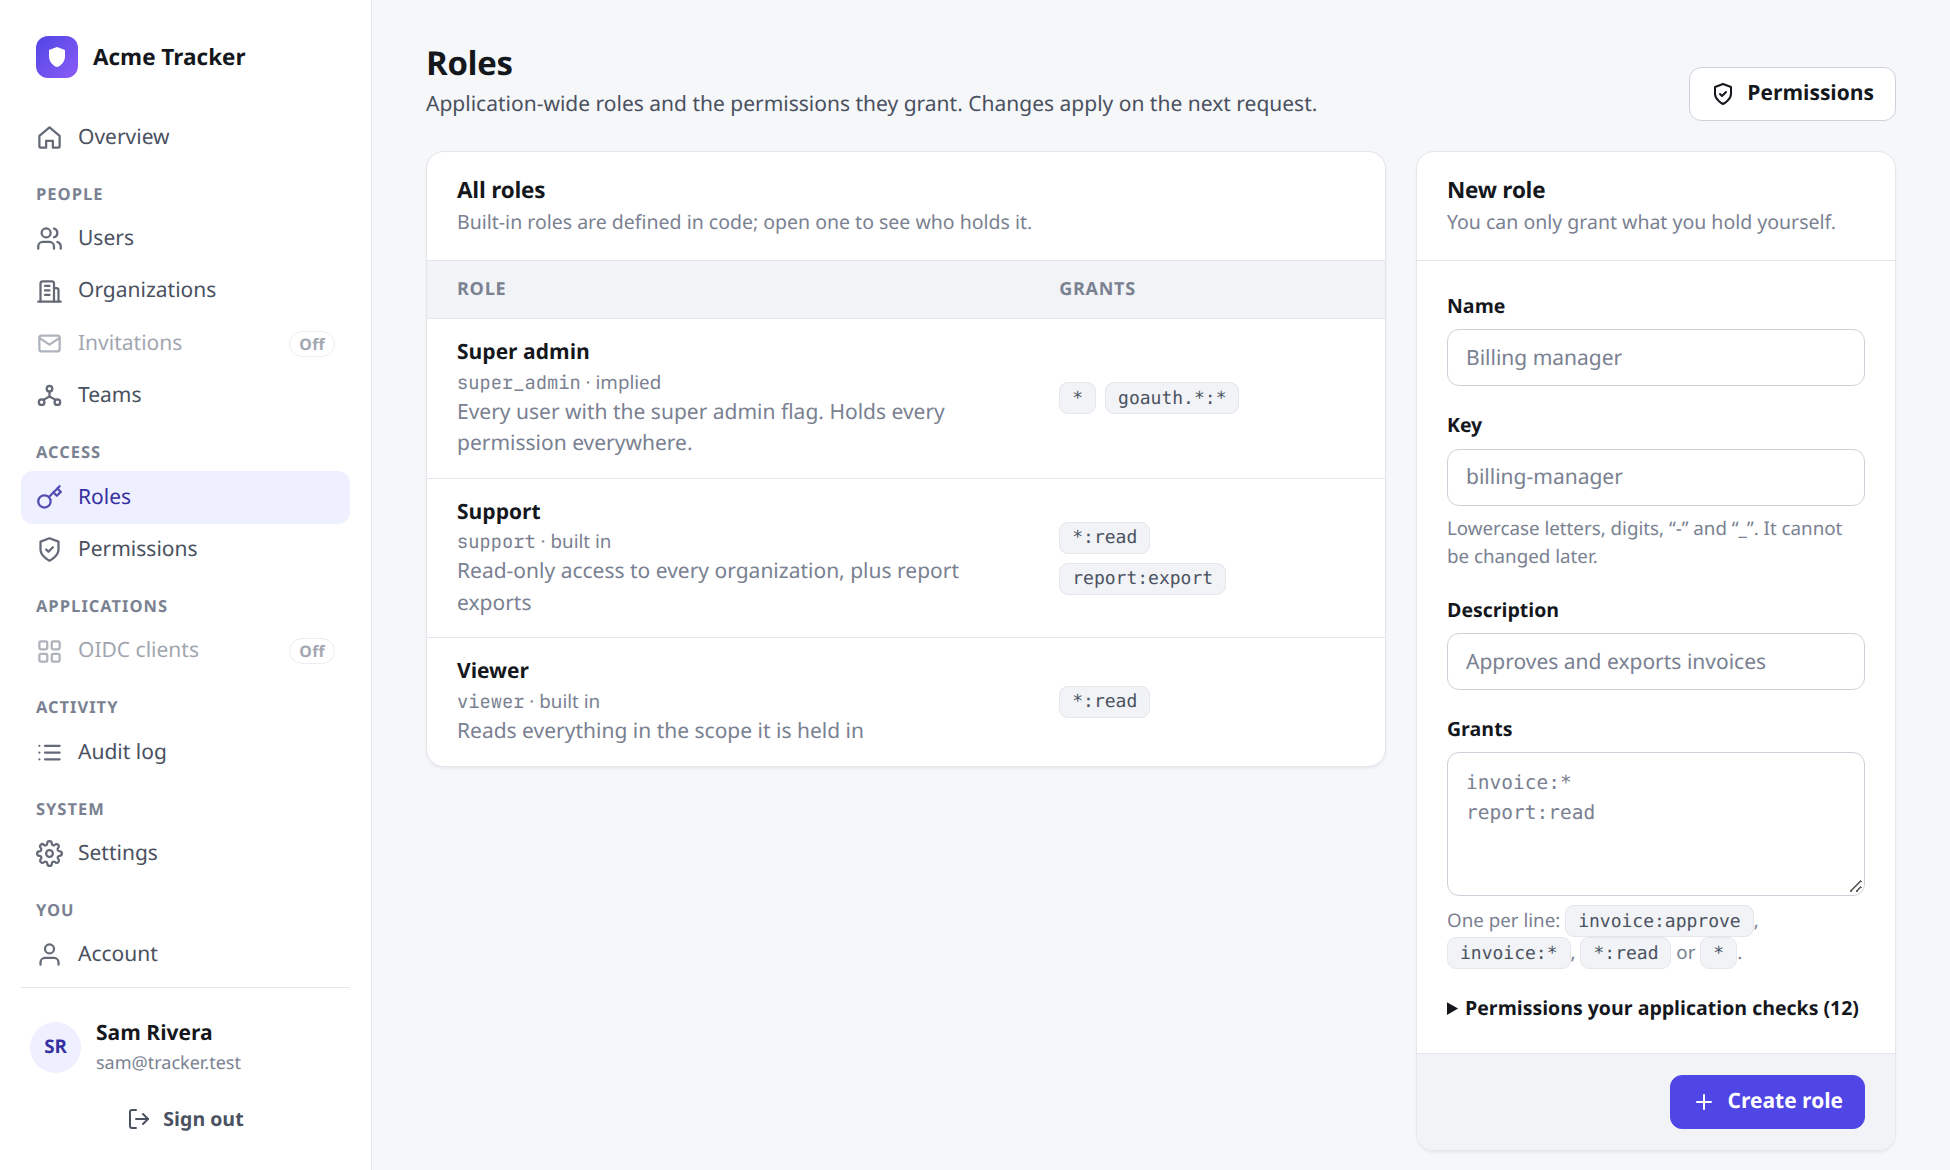 Acme Tracker
Overview
PEOPLE
Users
Organizations
Invitations Off
Teams
ACCESS
Roles
Permissions
APPLICATIONS
OIDC clients Off
ACTIVITY
Audit log
SYSTEM
Settings
YOU
Account
SR
Sam Rivera
sam@tracker.test
Sign out
Roles
Application-wide roles and the permissions they grant. Changes apply on the next request.
Permissions
All roles
Built-in roles are defined in code; open one to see who holds it.
ROLE GRANTS
Super admin
super_admin · implied
Every user with the super admin flag. Holds every
permission everywhere.
* goauth.*:*
Support
support · built in
Read-only access to every organization, plus report
exports
*:read
report:export
Viewer
viewer · built in
Reads everything in the scope it is held in
*:read
New role
You can only grant what you hold yourself.
Name
Billing manager
Key
billing-manager
Lowercase letters, digits, “-” and “_”. It cannot
be changed later.
Description
Approves and exports invoices
Grants
invoice:*
report:read
One per line: invoice:approve,
invoice:*, *:read or *.
Permissions your application checks (12)
Create role